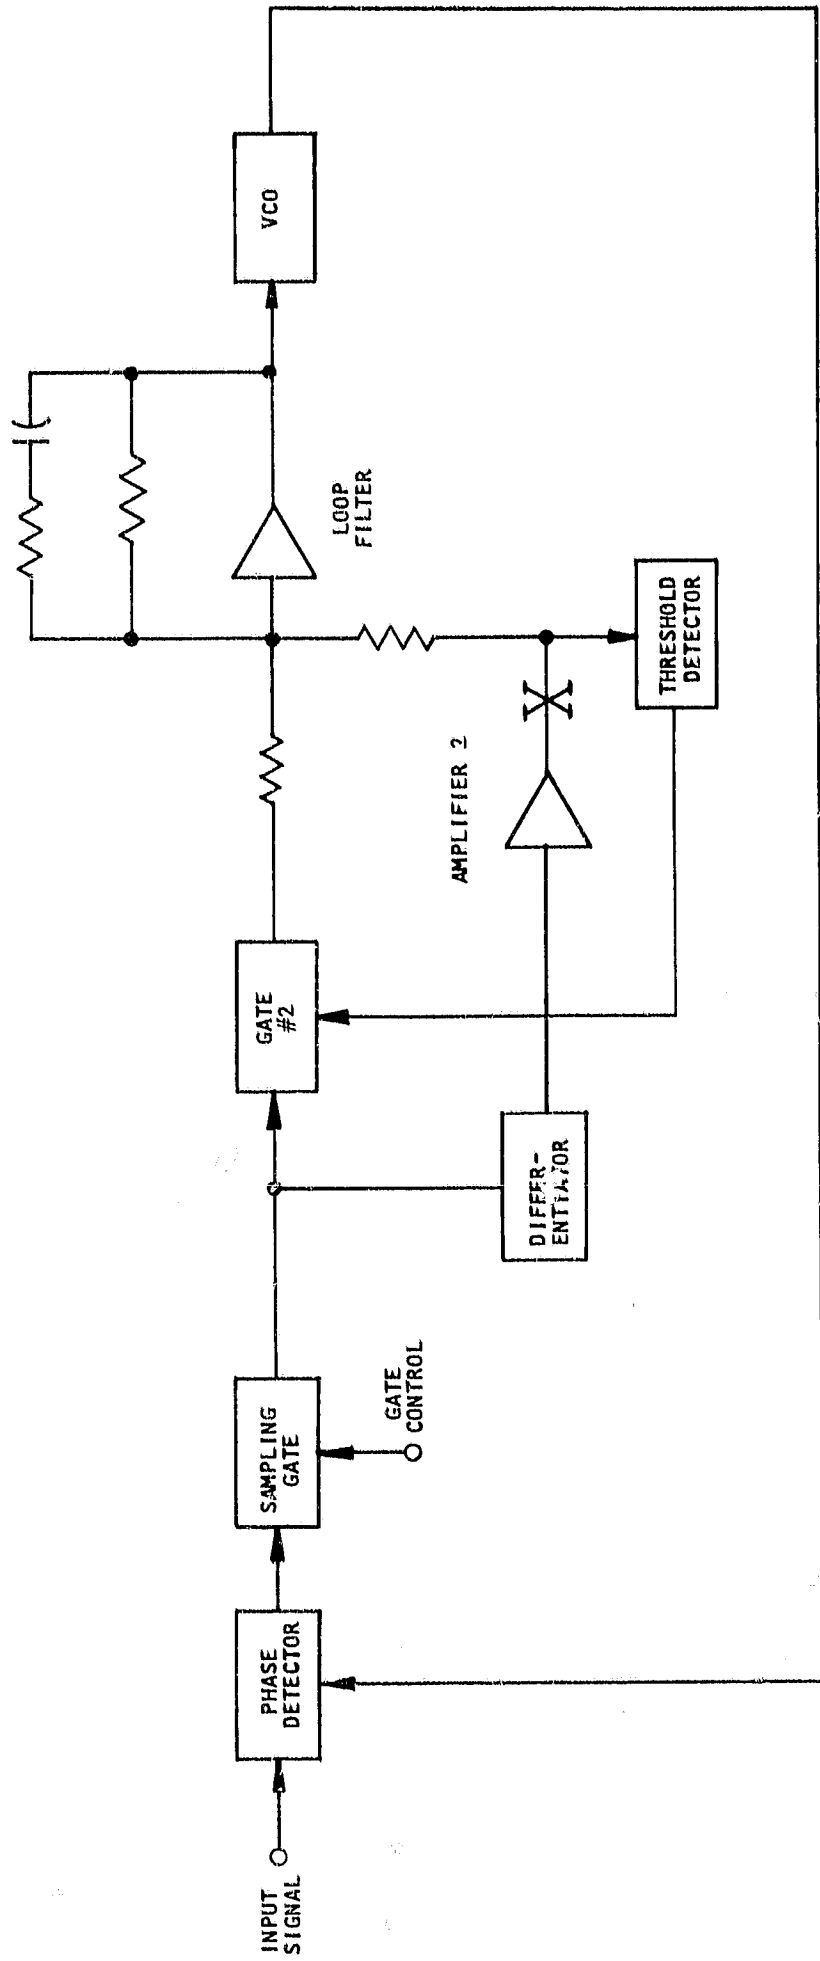 INPUT
SIGNAL
PHASE
DETECTOR
SAMPLING
GATE
GATE
CONTROL
DIFFER-
ENTIATOR
GATE
#2
AMPLIFIER 2
THRESHOLD
DETECTOR
LOOP
FILTER
VCO